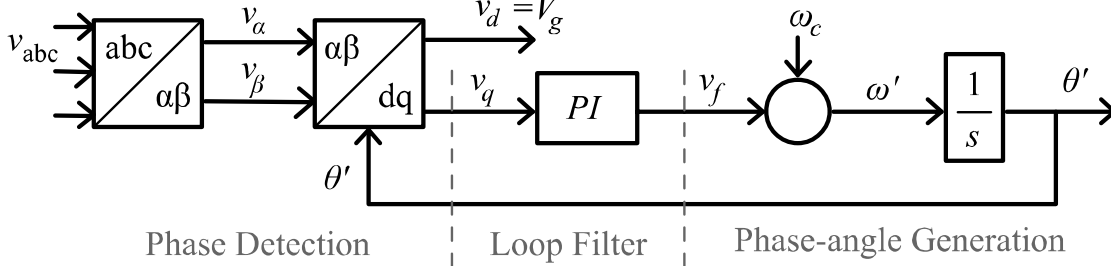 v_abc
abc
αβ
v_α
v_β
αβ
dq
v_d = V_g
v_q
PI
v_f
ω_c
ω′
1
s
θ′
θ′
Phase Detection
Loop Filter
Phase-angle Generation